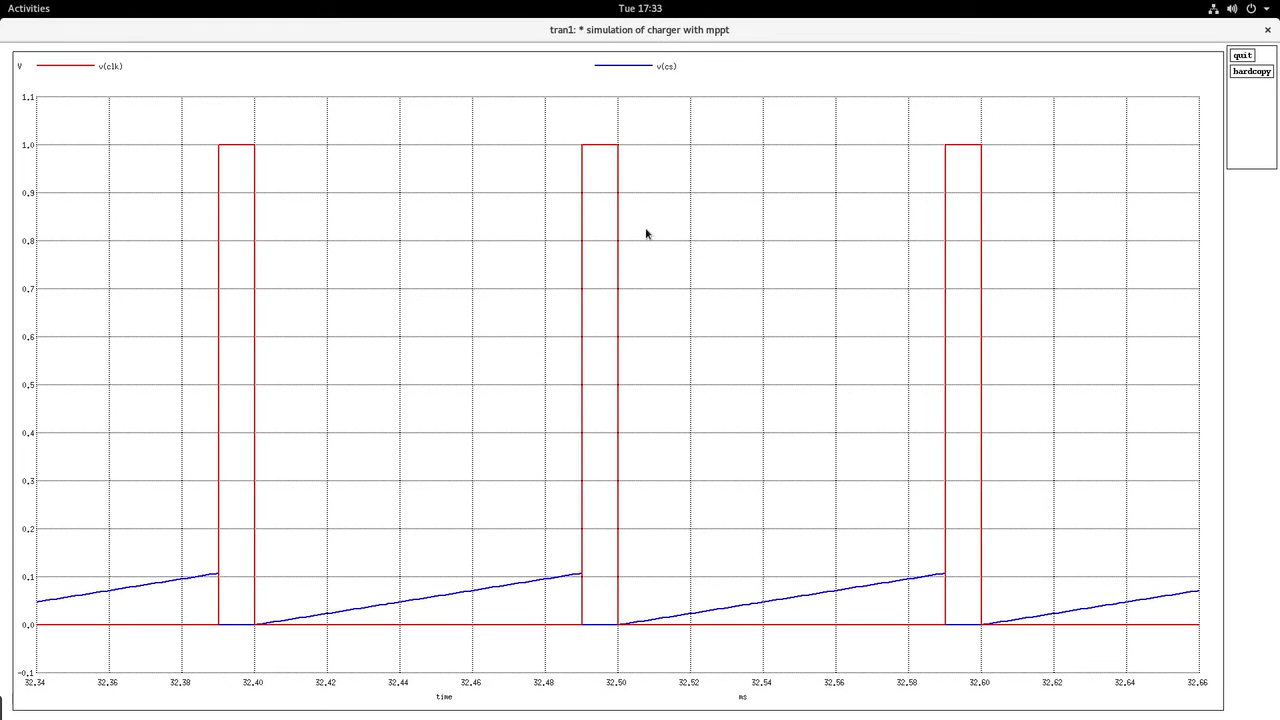 Activities
Tue 17:33
tran1: * simulation of charger with mppt
×
V
v(clk)
v(cs)
quit
hardcopy
1.1
1.0
0.9
0.8
0.7
0.6
0.5
0.4
0.3
0.2
0.1
0.0
-0.1
32.34 32.36 32.38 32.40 32.42 32.44 32.46 32.48 32.50 32.52 32.54 32.56 32.58 32.60 32.62 32.64 32.66
time
ms